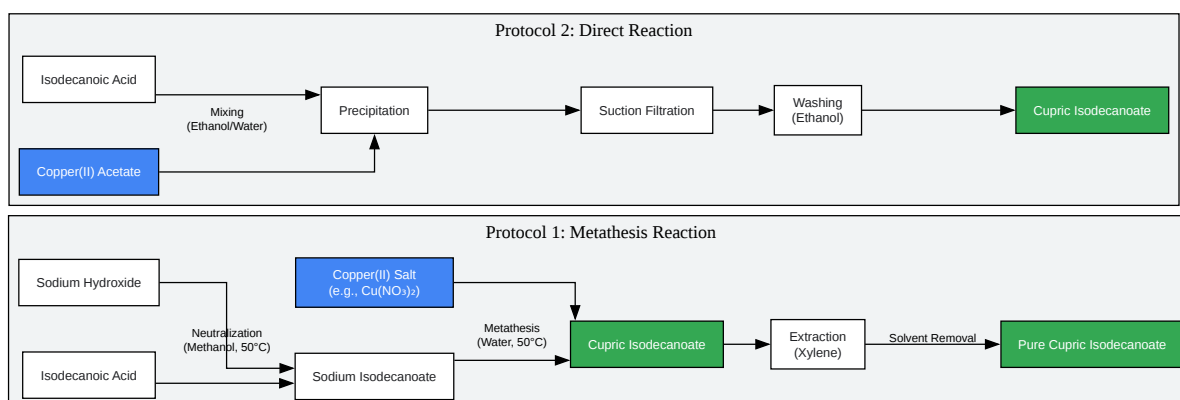 Protocol 2: Direct Reaction
Isodecanoic Acid
Mixing
(Ethanol/Water)
Precipitation
Suction Filtration
Washing
(Ethanol)
Cupric Isodecanoate
Copper(II) Acetate
Protocol 1: Metathesis Reaction
Sodium Hydroxide
Copper(II) Salt
(e.g., Cu(NO₃)₂)
Neutralization
(Methanol, 50°C)
Metathesis
(Water, 50°C)
Cupric Isodecanoate
Extraction
(Xylene)
Solvent Removal
Pure Cupric Isodecanoate
Isodecanoic Acid
Sodium Isodecanoate